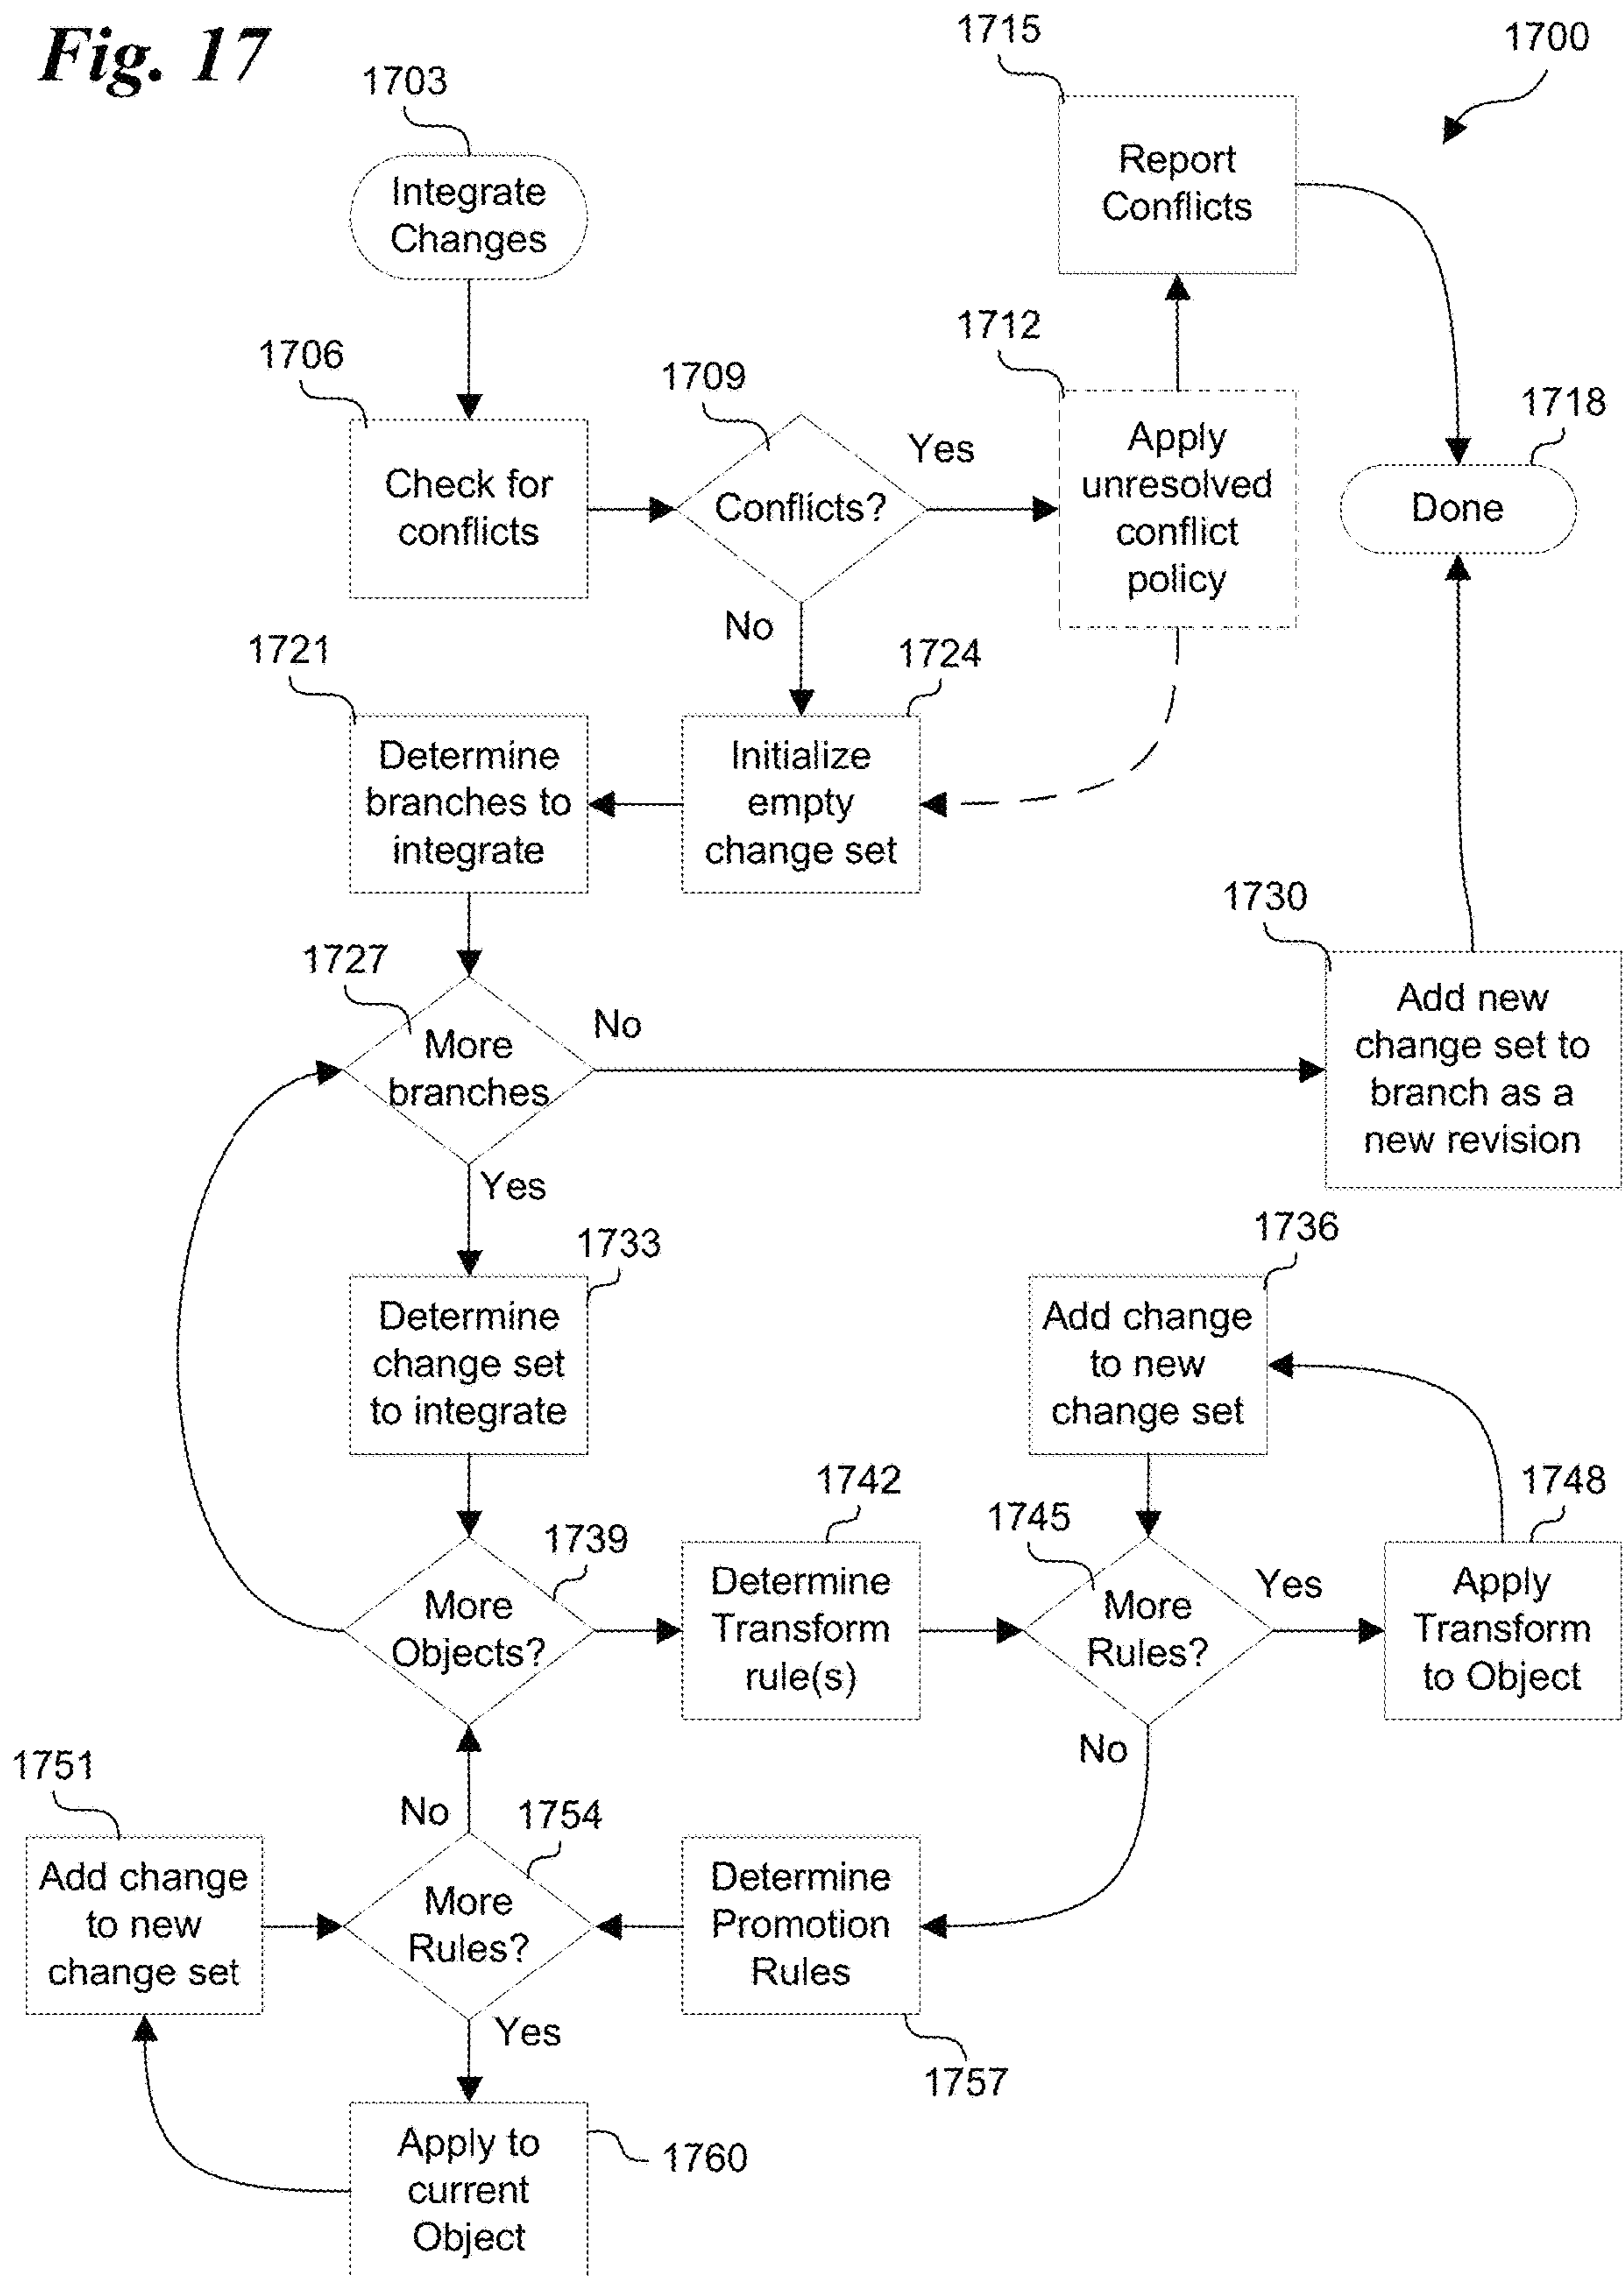 Fig. 17
1715
1700
1703
Report
Conflicts
Integrate
Changes
1712
1706
1709
1718
Yes
Apply
unresolved
conflict
policy
Check for
conflicts
Conflicts?
Done
No
1721
1724
Determine
branches to
integrate
Initialize
empty
change set
1730
1727
No
Add new
change set to
branch as a
new revision
More
branches
Yes
1736
1733
Determine
change set
to integrate
Add change
to new
change set
1742
1748
1745
1739
Yes
More
Objects?
Determine
Transform
rule(s)
More
Rules?
Apply
Transform
to Object
No
1751
No
1754
Add change
to new
change set
More
Rules?
Determine
Promotion
Rules
Yes
1757
Apply to
current
Object
1760